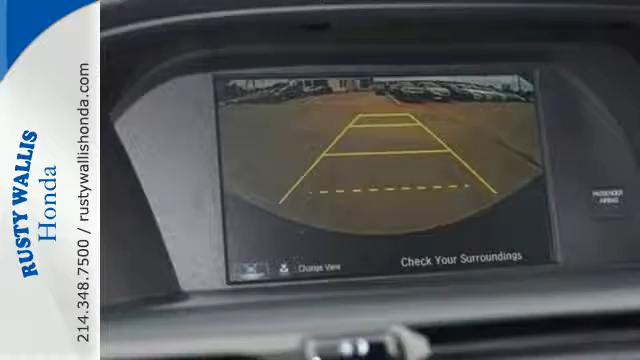 RUSTY WALLIS
Honda
214.348.7500 / rustywallishonda.com
Change View
Check Your Surroundings
PASSENGER
AIRBAG